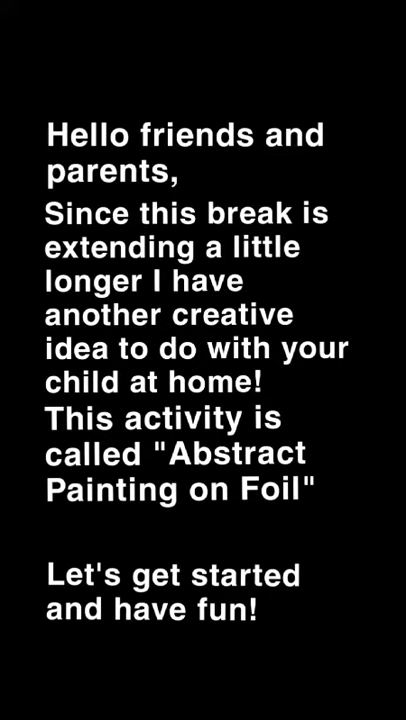 Hello friends and
parents,
Since this break is
extending a little
longer I have
another creative
idea to do with your
child at home!
This activity is
called "Abstract
Painting on Foil"
Let's get started
and have fun!